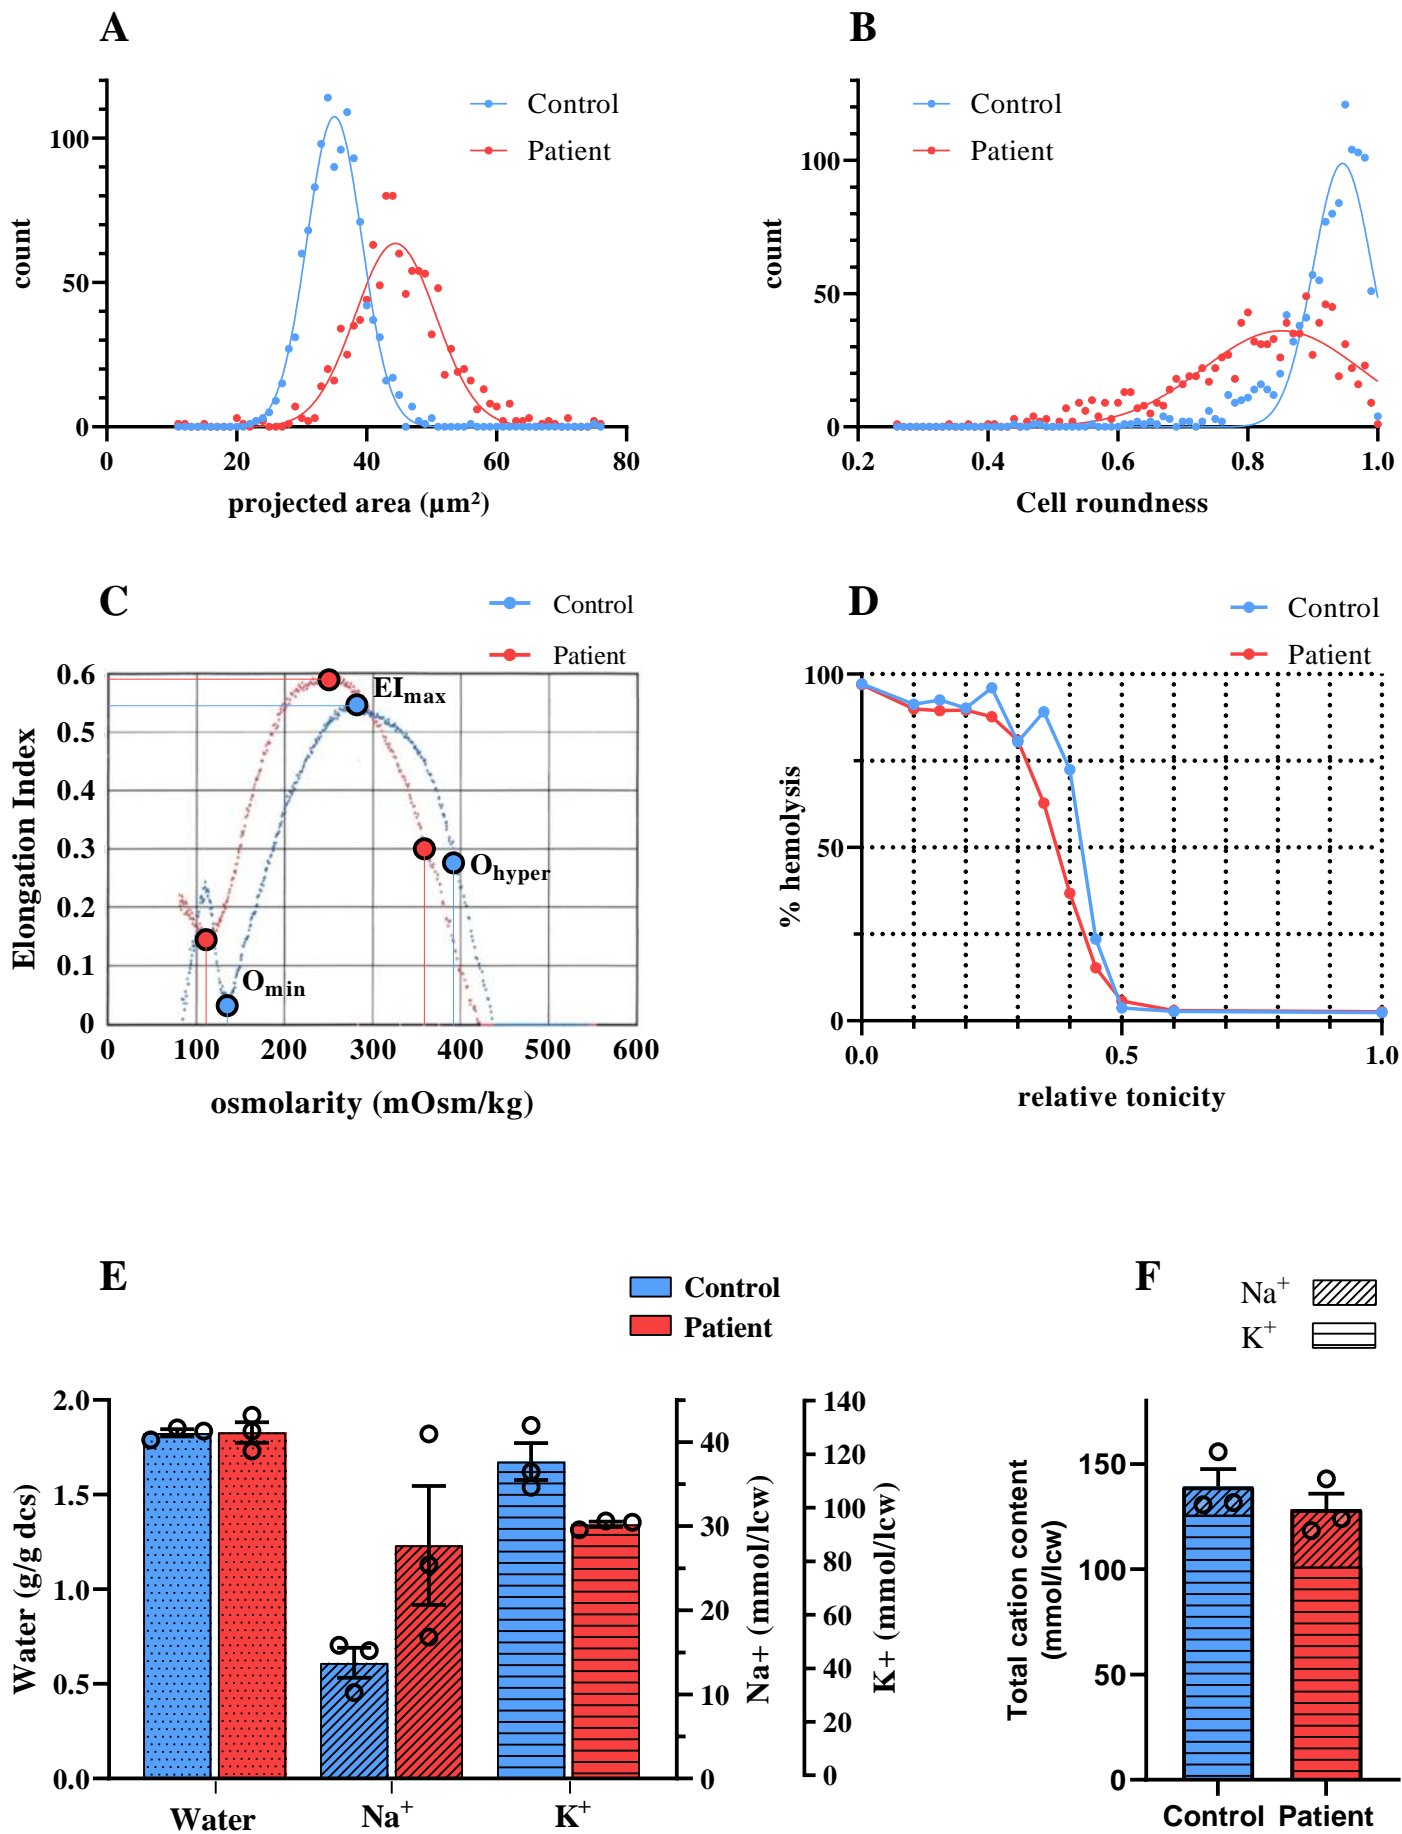 A
Control
Patient
100
50
0
count
0 20 40 60 80
projected area (μm²)
B
Control
Patient
100
50
0
count
0.2 0.4 0.6 0.8 1.0
Cell roundness
C
Control
Patient
0.6
0.5
0.4
0.3
0.2
0.1
0
Elongation Index
EImax
Ohyper
Omin
0 100 200 300 400 500 600
osmolarity (mOsm/kg)
D
Control
Patient
100
50
0
% hemolysis
0.0 0.5 1.0
relative tonicity
E
Control
Patient
2.0
1.5
1.0
0.5
0.0
Water (g/g dcs)
40
30
20
10
0
Na+ (mmol/lcw)
140
120
100
80
60
40
20
0
K+ (mmol/lcw)
Water Na+ K+
F
Na+
K+
150
100
50
0
Total cation content
(mmol/lcw)
Control Patient